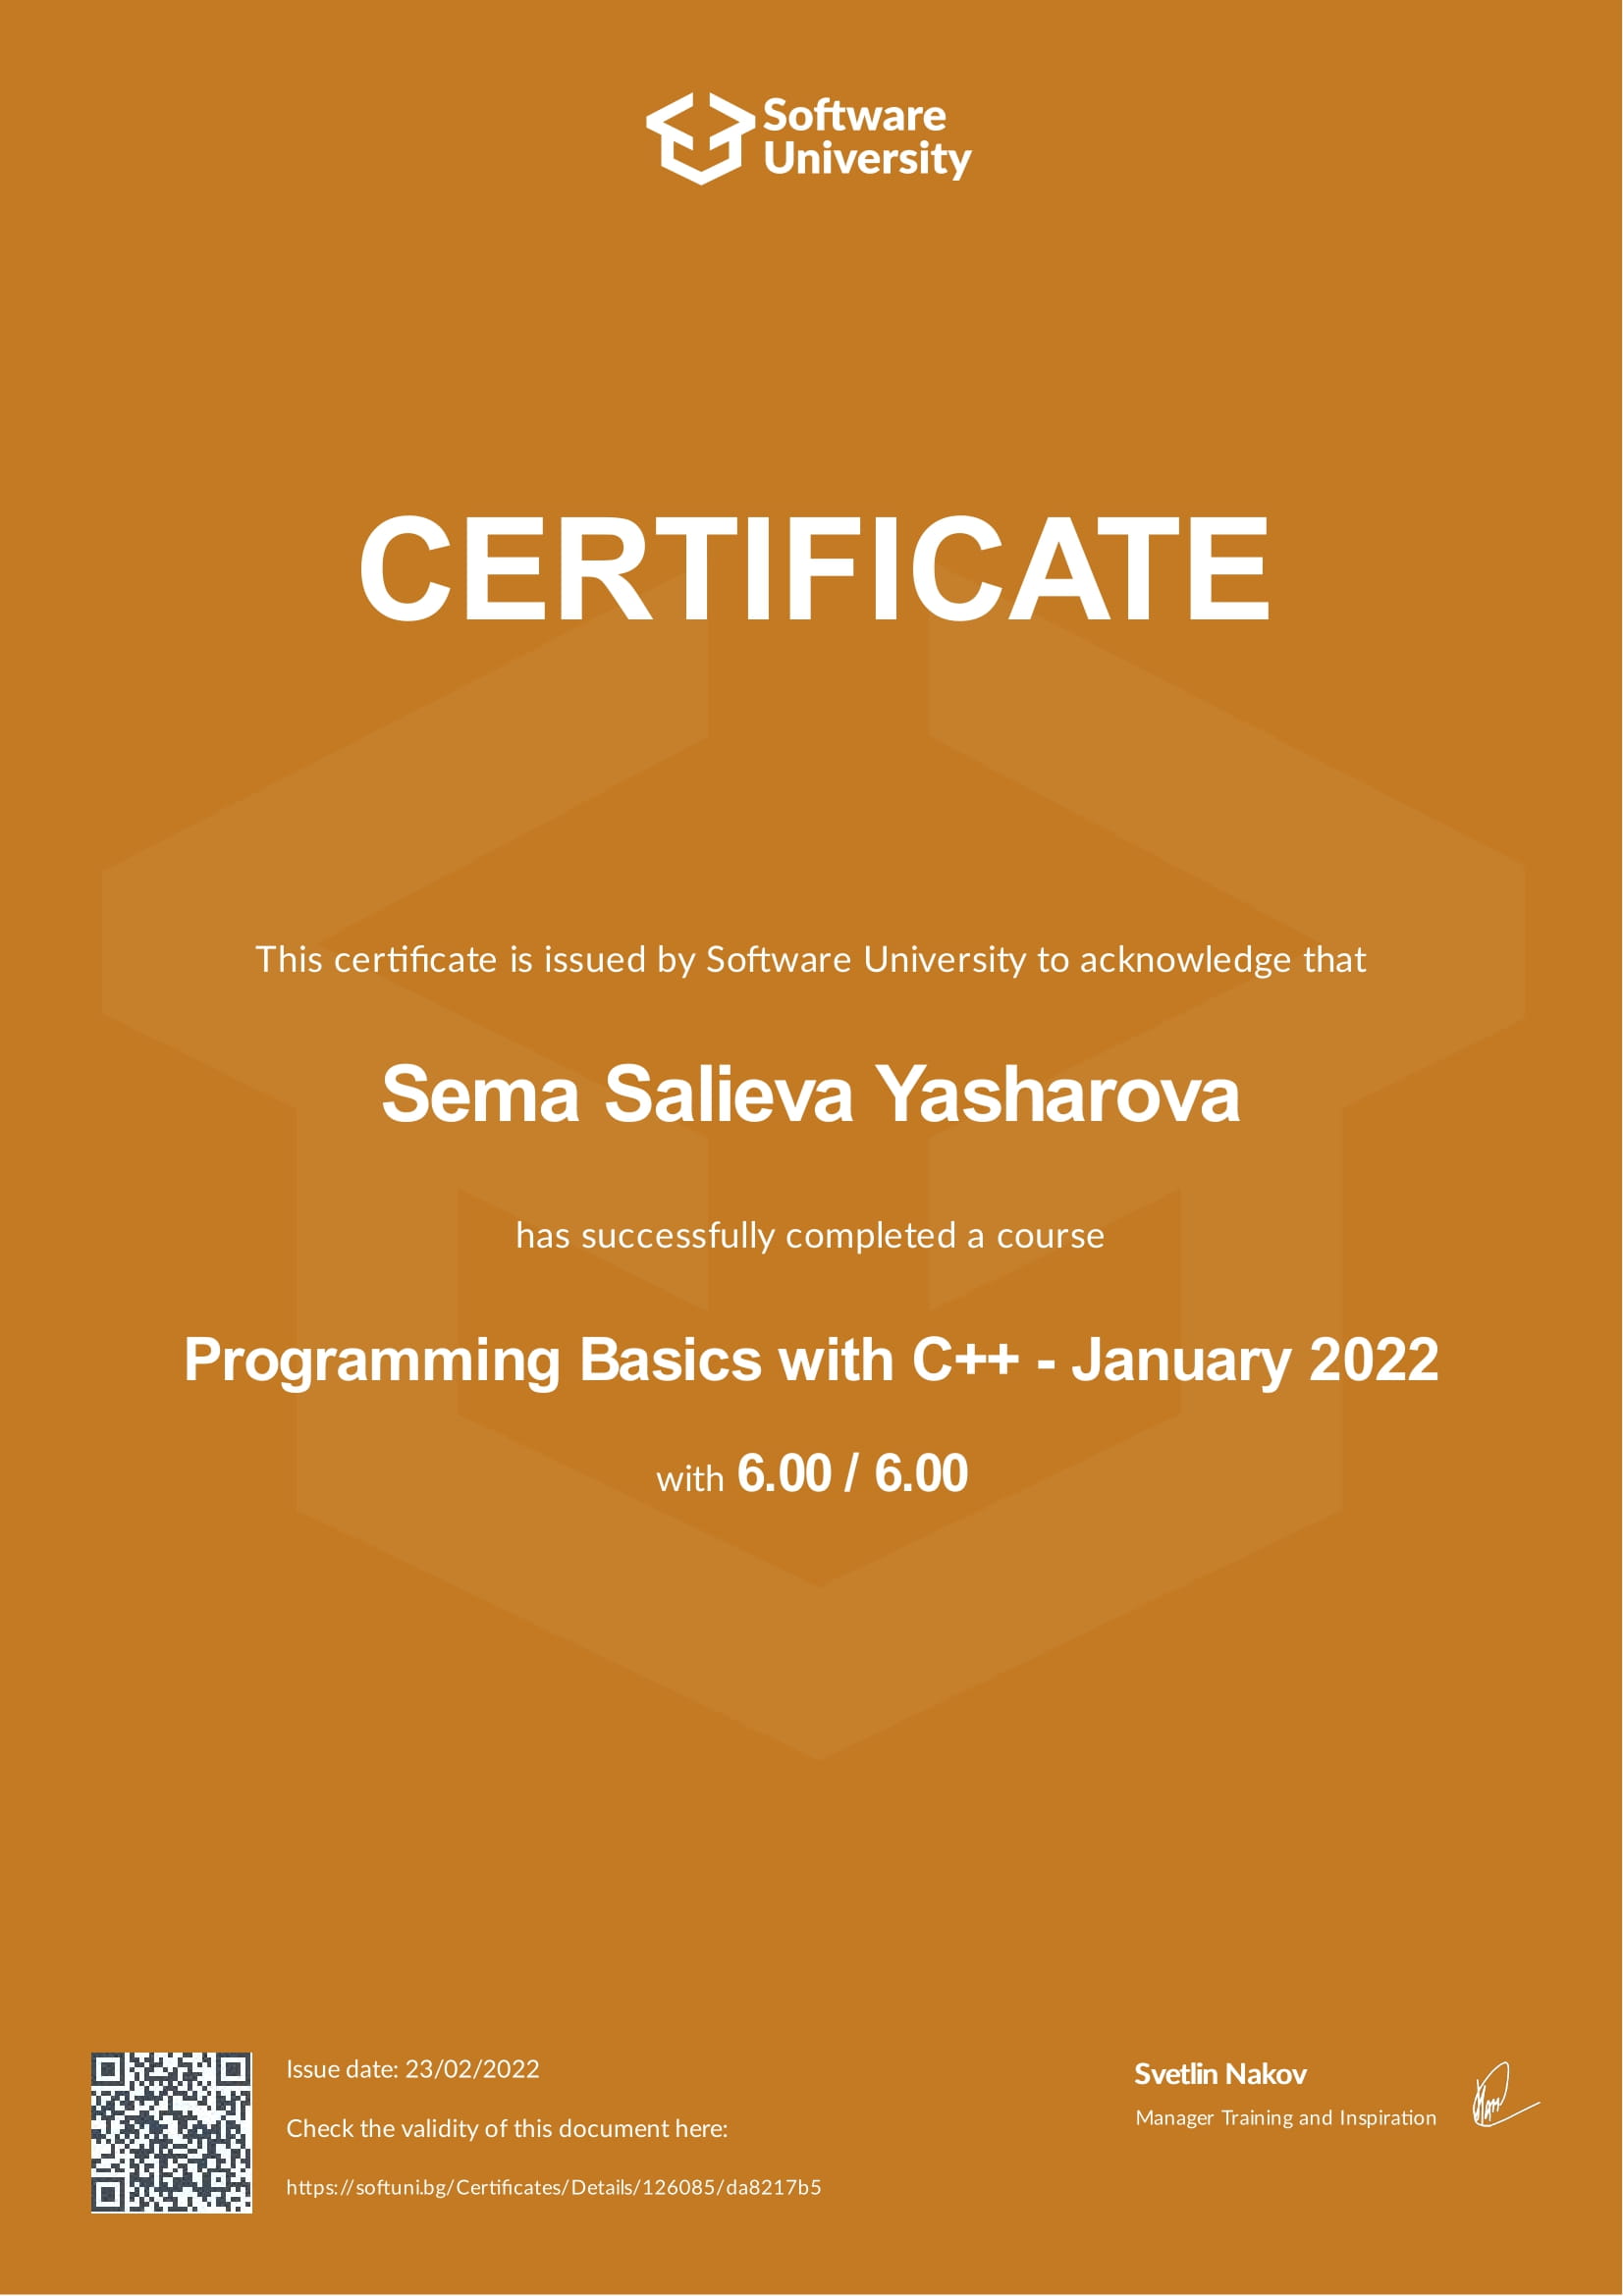 Software
University
CERTIFICATE
This certificate is issued by Software University to acknowledge that
Sema Salieva Yasharova
has successfully completed a course
Programming Basics with C++ - January 2022
with 6.00 / 6.00
Issue date: 23/02/2022
Check the validity of this document here:
https://softuni.bg/Certificates/Details/126085/da8217b5
Svetlin Nakov
Manager Training and Inspiration